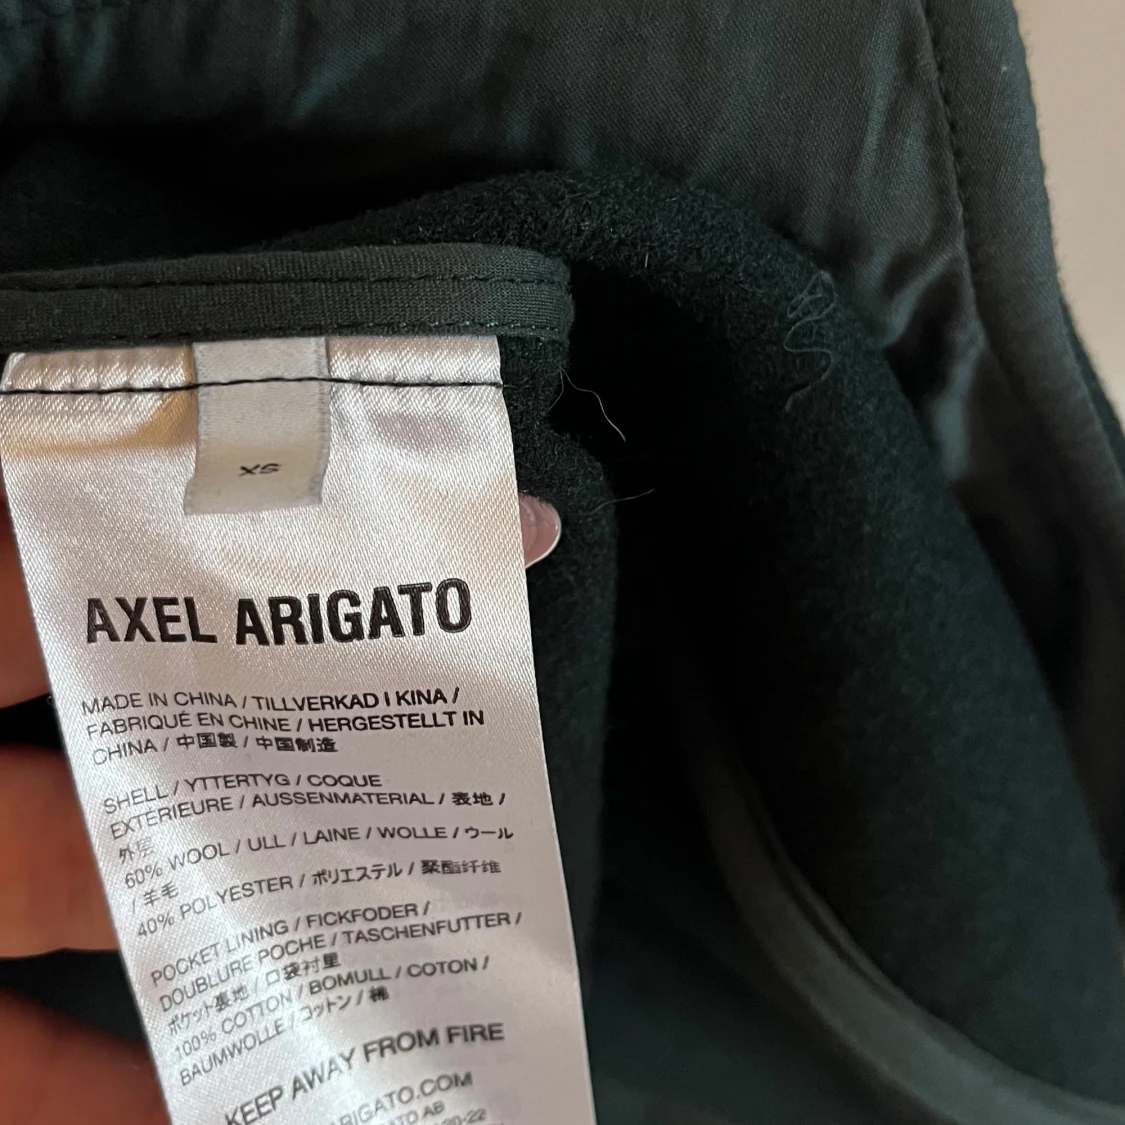 XS
AXEL ARIGATO
MADE IN CHINA / TILLVERKAD I KINA /
FABRIQUÉ EN CHINE / HERGESTELLT IN
CHINA / 中国製 / 中国制造
SHELL / YTTERTYG / COQUE
EXTÉRIEURE / AUSSENMATERIAL / 表地 /
外层
60% WOOL / ULL / LAINE / WOLLE / ウール
/ 羊毛
40% POLYESTER / ポリエステル / 聚酯纤维
POCKET LINING / FICKFODER /
DOUBLURE POCHE / TASCHENFUTTER /
ポケット裏地 / 口袋衬里
100% COTTON / BOMULL / COTON /
BAUMWOLLE / コットン / 棉
KEEP AWAY FROM FIRE
ARIGATO.COM